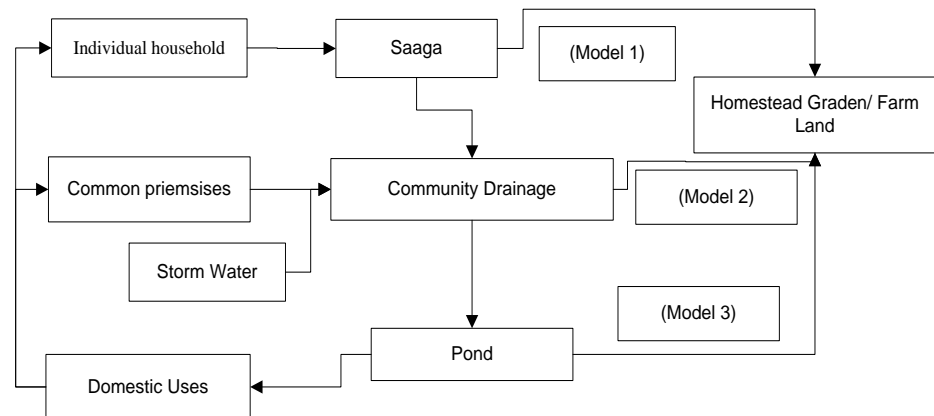 Individual household
Saaga
(Model 1)
Homestead Graden/ Farm
Land
Common priemsises
Community Drainage
(Model 2)
Storm Water
(Model 3)
Pond
Domestic Uses